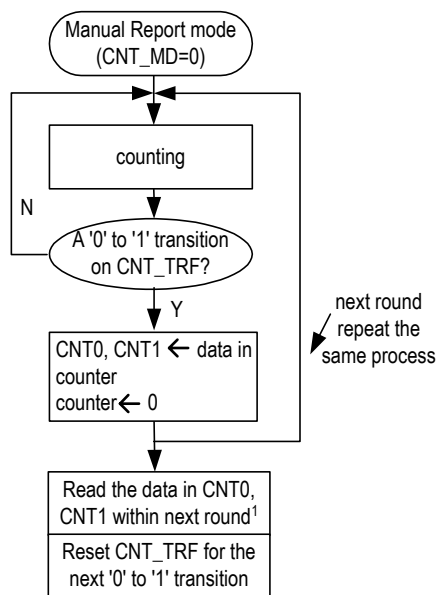 Manual Report mode
(CNT_MD=0)
counting
N
A '0' to '1' transition
on CNT_TRF?
Y
next round
repeat the
same process
CNT0, CNT1 ← data in
counter
counter← 0
Read the data in CNT0,
CNT1 within next round¹
Reset CNT_TRF for the
next '0' to '1' transition